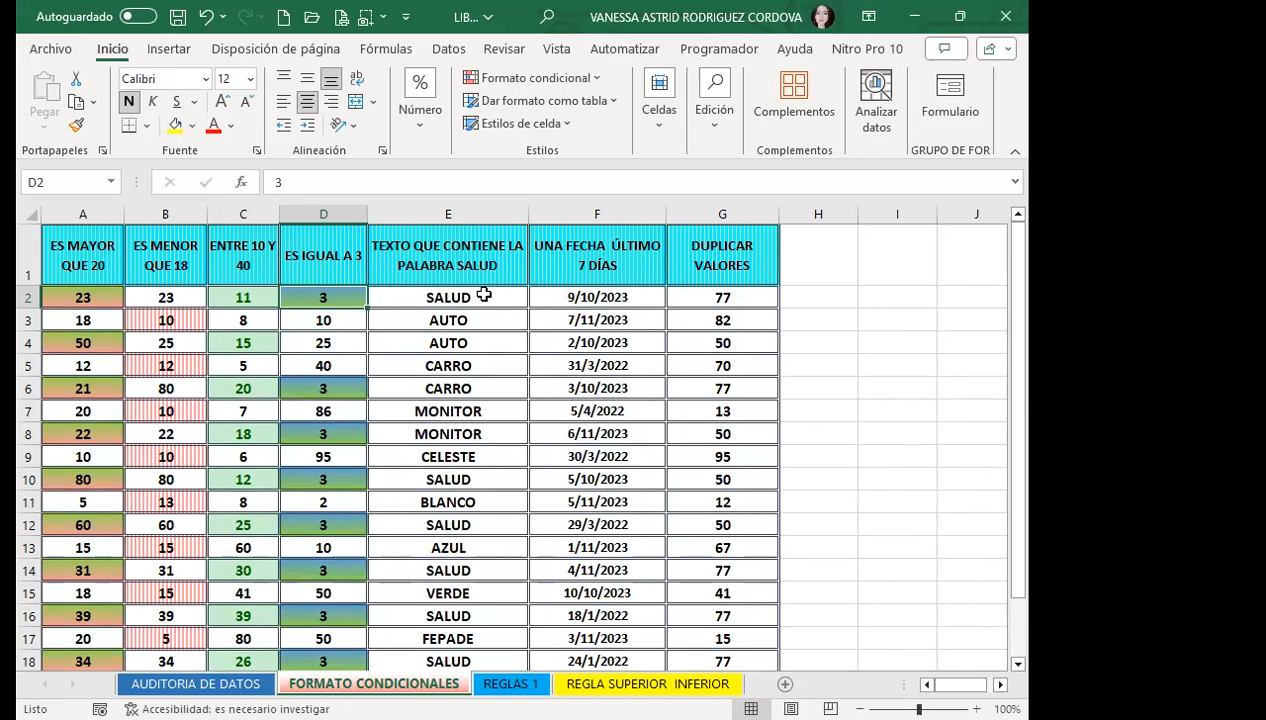 Autoguardado LIB... VANESSA ASTRID RODRIGUEZ CORDOVA
Archivo Inicio Insertar Disposición de página Fórmulas Datos Revisar Vista Automatizar Programador Ayuda Nitro Pro 10
Pegar
Calibri 12
N K S
Número
Formato condicional
Dar formato como tabla
Estilos de celda
Celdas
Edición
Complementos
Analizar
datos
Formulario
Portapapeles Fuente Alineación Estilos Complementos GRUPO DE FOR
D2 fx 3
A B C D E F G H I J
1 ES MAYOR QUE 20 ES MENOR QUE 18 ENTRE 10 Y 40 ES IGUAL A 3 TEXTO QUE CONTIENE LA PALABRA SALUD UNA FECHA ÚLTIMO 7 DÍAS DUPLICAR VALORES
2 23 23 11 3 SALUD 9/10/2023 77
3 18 10 8 10 AUTO 7/11/2023 82
4 50 25 15 25 AUTO 2/10/2023 50
5 12 12 5 40 CARRO 31/3/2022 70
6 21 80 20 3 CARRO 3/10/2023 77
7 20 10 7 86 MONITOR 5/4/2022 13
8 22 22 18 3 MONITOR 6/11/2023 50
9 10 10 6 95 CELESTE 30/3/2022 95
10 80 80 12 3 SALUD 5/10/2023 50
11 5 13 8 2 BLANCO 5/11/2023 12
12 60 60 25 3 SALUD 29/3/2022 50
13 15 15 60 10 AZUL 1/11/2023 67
14 31 31 30 3 SALUD 4/11/2023 77
15 18 15 41 50 VERDE 10/10/2023 41
16 39 39 39 3 SALUD 18/1/2022 77
17 20 5 80 50 FEPADE 3/11/2023 15
18 34 34 26 3 SALUD 24/1/2022 77
AUDITORIA DE DATOS FORMATO CONDICIONALES REGLAS 1 REGLA SUPERIOR INFERIOR
Listo Accesibilidad: es necesario investigar 100%